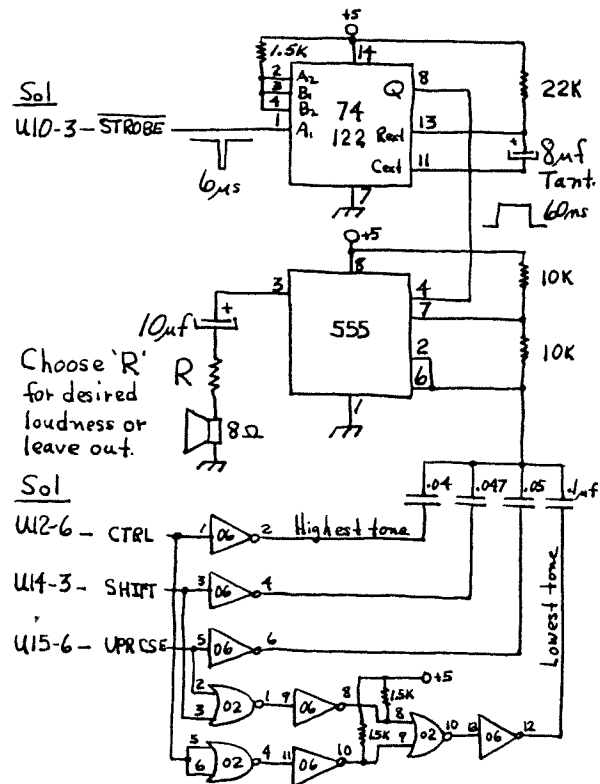 +5
1.5K
14
2 A2
3 B1
4 B2
1 A1
Q 8
74
122
Rext 13
Cext 11
7
22K
+
8µf
Tant.
60ms
Sol
U10-3 - STROBE
6µs
+5
8
3
4
7
555
2
6
1
10K
10K
10µf
+
Choose 'R'
for desired
loudness or
leave out.
R
8Ω
.04
.047
.05
.1µf
Sol
U12-6 - CTRL
1 06 2
Highest tone
U14-3 - SHIFT
3 06 4
U15-6 - UPRCSE
5 06 6
Lowest tone
+5
1.5K
1.5K
2
3
02 1
9 06 8
8
9
02 10
13 06 12
5
6
02 4
11 06 10